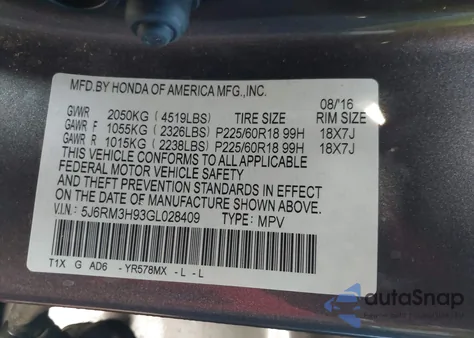 MFD.BY HONDA OF AMERICA MFG.,INC.
08/'16
GVWR 2050KG (4519LBS) TIRE SIZE RIM SIZE
GAWR F 1055KG (2326LBS) P225/60R18 99H 18X7J
GAWR R 1015KG (2238LBS) P225/60R18 99H 18X7J
THIS VEHICLE CONFORMS TO ALL APPLICABLE
FEDERAL MOTOR VEHICLE SAFETY
AND THEFT PREVENTION STANDARDS IN EFFECT
ON THE DATE OF MANUFACTURE SHOWN ABOVE.
V.I.N.: 5J6RM3H93GL028409 TYPE: MPV
T1X G AD6 - YR578MX - L - L
autoSnap